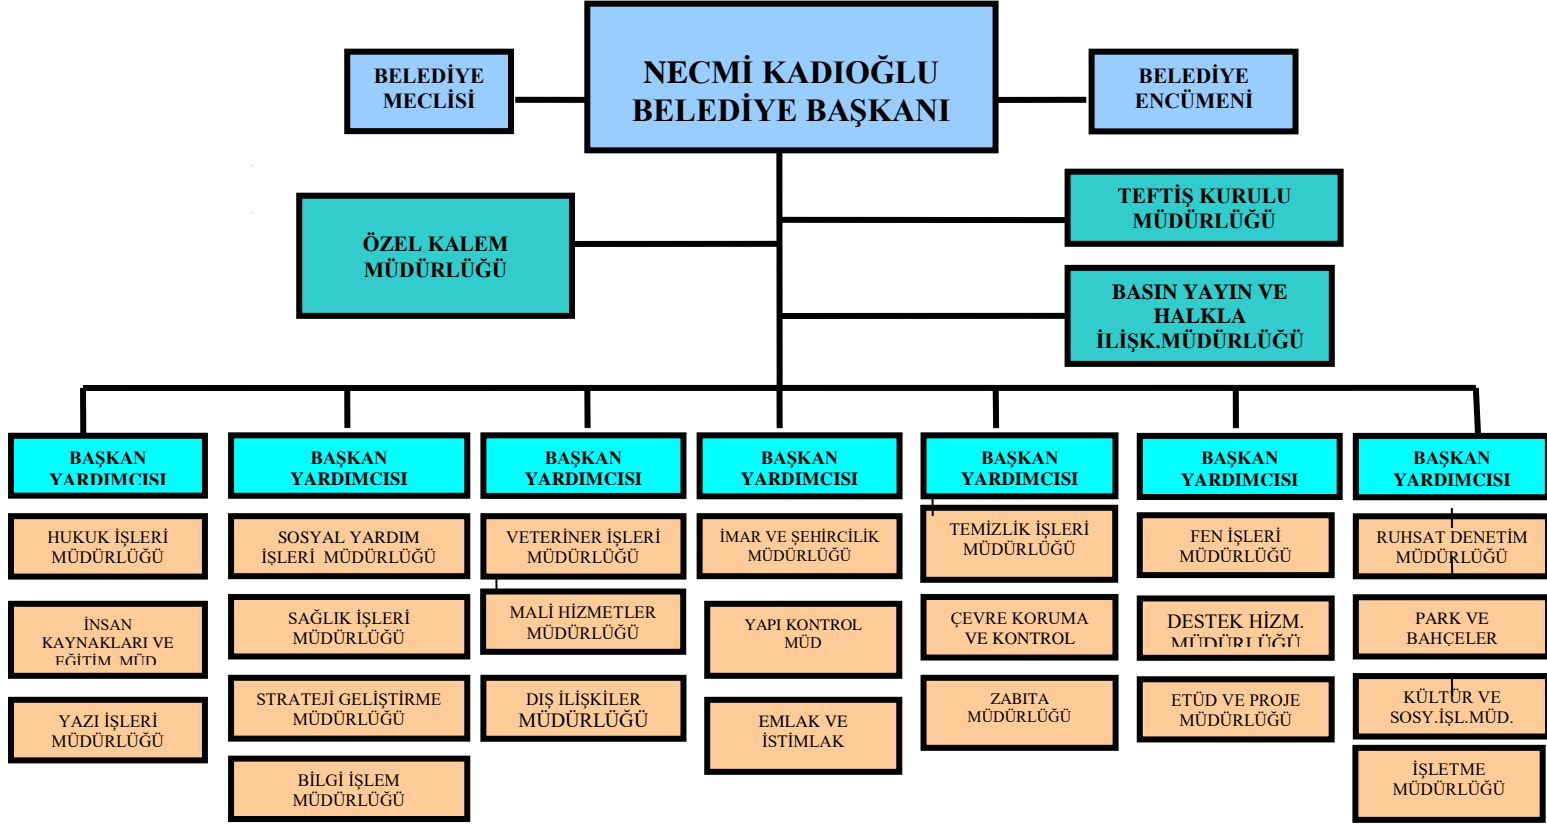 NECMİ KADIOĞLU
BELEDİYE BAŞKANI
BELEDİYE
MECLİSİ
BELEDİYE
ENCÜMENİ
ÖZEL KALEM
MÜDÜRLÜĞÜ
TEFTİŞ KURULU
MÜDÜRLÜĞÜ
BASIN YAYIN VE
HALKLA
İLİŞK.MÜDÜRLÜĞÜ
BAŞKAN
YARDIMCISI
HUKUK İŞLERİ
MÜDÜRLÜĞÜ
İNSAN
KAYNAKLARI VE
EĞİTİM. MÜD
YAZI İŞLERİ
MÜDÜRLÜĞÜ
BAŞKAN
YARDIMCISI
SOSYAL YARDIM
İŞLERİ MÜDÜRLÜĞÜ
SAĞLIK İŞLERİ
MÜDÜRLÜĞÜ
STRATEJİ GELİŞTİRME
MÜDÜRLÜĞÜ
BİLGİ İŞLEM
MÜDÜRLÜĞÜ
BAŞKAN
YARDIMCISI
VETERİNER İŞLERİ
MÜDÜRLÜĞÜ
MALİ HİZMETLER
MÜDÜRLÜĞÜ
DIŞ İLİŞKİLER
MÜDÜRLÜĞÜ
BAŞKAN
YARDIMCISI
İMAR VE ŞEHİRCİLİK
MÜDÜRLÜĞÜ
YAPI KONTROL
MÜD
EMLAK VE
İSTİMLAK
BAŞKAN
YARDIMCISI
TEMİZLİK İŞLERİ
MÜDÜRLÜĞÜ
ÇEVRE KORUMA
VE KONTROL
ZABITA
MÜDÜRLÜĞÜ
BAŞKAN
YARDIMCISI
FEN İŞLERİ
MÜDÜRLÜĞÜ
DESTEK HİZM.
MÜDÜRLÜĞÜ
ETÜD VE PROJE
MÜDÜRLÜĞÜ
BAŞKAN
YARDIMCISI
RUHSAT DENETİM
MÜDÜRLÜĞÜ
PARK VE
BAHÇELER
KÜLTÜR VE
SOSY.İŞL.MÜD.
İŞLETME
MÜDÜRLÜĞÜ